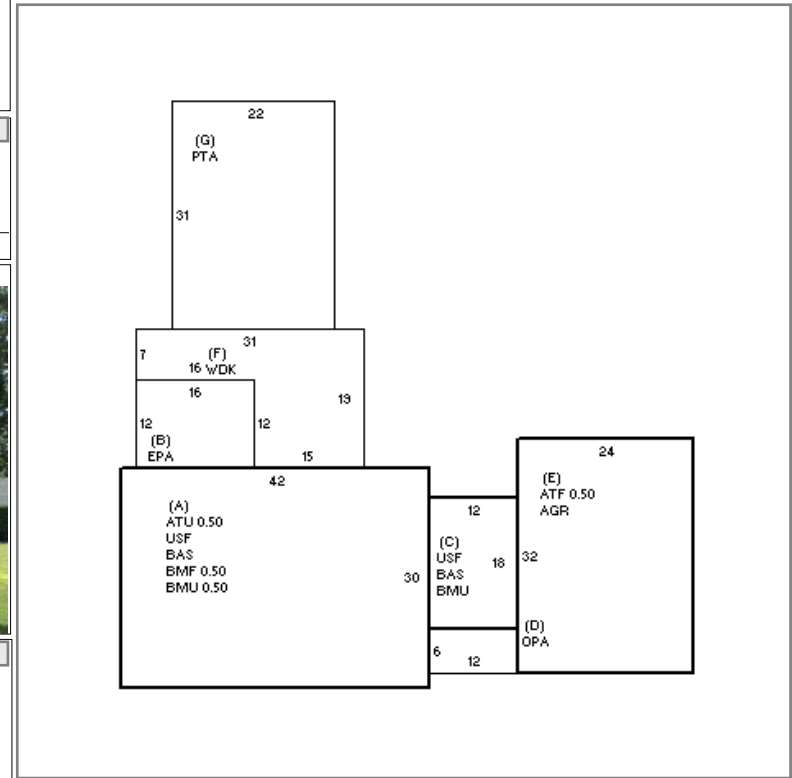 22
(G)
PTA
31
31
7
(F)
16 WDK
16
19
12
12
(B)
EPA
15
42
(A)
ATU 0.50
USF
BAS
BMF 0.50
BMU 0.50
30
12
(C)
USF
18
BAS
BMU
24
(E)
ATF 0.50
AGR
32
(D)
OPA
6
12